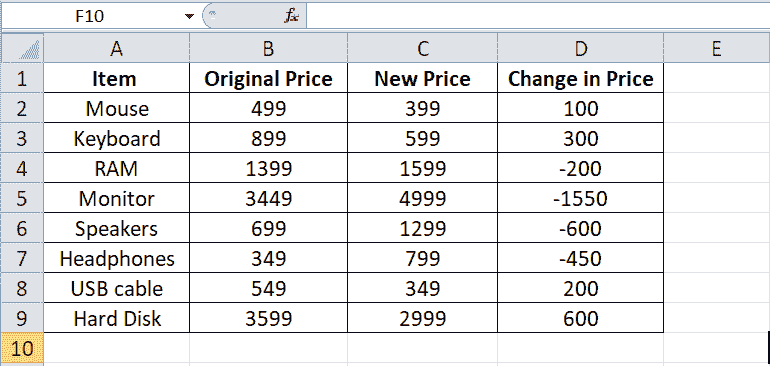 F10 fx
A B C D E
1 Item Original Price New Price Change in Price
2 Mouse 499 399 100
3 Keyboard 899 599 300
4 RAM 1399 1599 -200
5 Monitor 3449 4999 -1550
6 Speakers 699 1299 -600
7 Headphones 349 799 -450
8 USB cable 549 349 200
9 Hard Disk 3599 2999 600
10